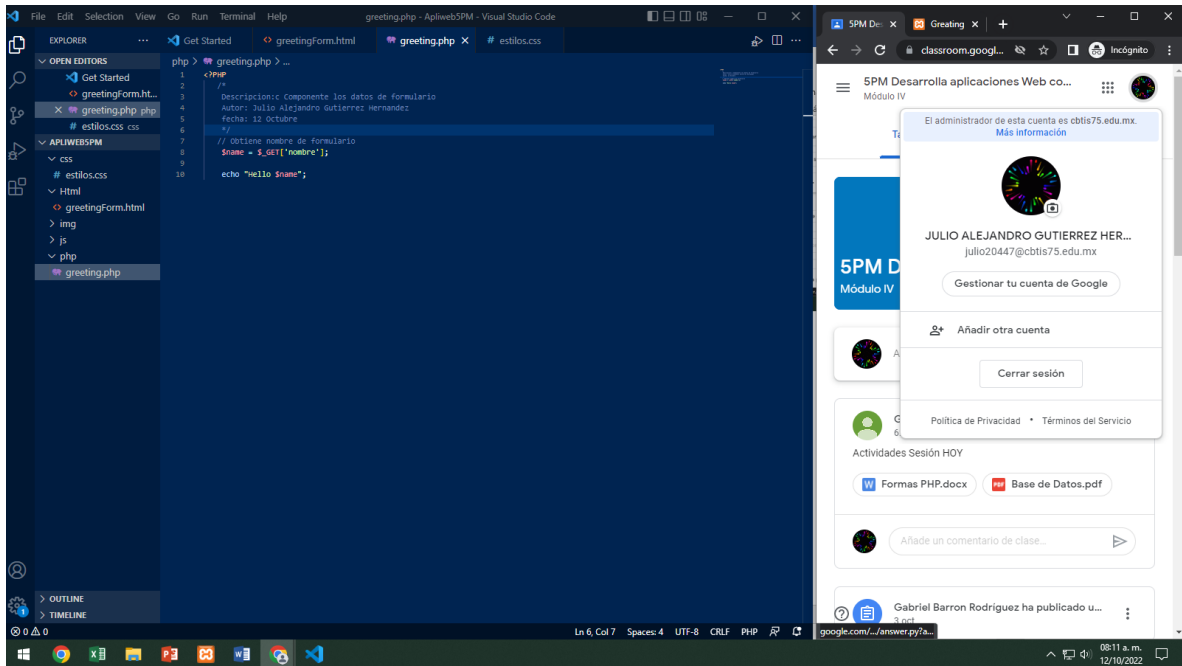 File Edit Selection View Go Run Terminal Help
greeting.php - Apliweb5PM - Visual Studio Code
EXPLORER
OPEN EDITORS
Get Started
greetingForm.ht...
greeting.php php
# estilos.css css
APLIWEB5PM
css
# estilos.css
Html
greetingForm.html
img
js
php
greeting.php
OUTLINE
TIMELINE
Get Started
greetingForm.html
greeting.php
# estilos.css
php > greeting.php > ...
1 <?PHP
2 /*
3 Descripcion:c Componente los datos de formulario
4 Autor: Julio Alejandro Gutierrez Hernandez
5 fecha: 12 Octubre
6 */
7 // Obtiene nombre de formulario
8 $name = $_GET['nombre'];
9
10 echo "Hello $name";
0 0
Ln 6, Col 7 Spaces: 4 UTF-8 CRLF PHP
5PM Des
Greating
classroom.googl...
Incógnito
5PM Desarrolla aplicaciones Web co...
Módulo IV
Ta
El administrador de esta cuenta es cbtis75.edu.mx.
Más información
JULIO ALEJANDRO GUTIERREZ HER...
julio20447@cbtis75.edu.mx
Gestionar tu cuenta de Google
Añadir otra cuenta
Cerrar sesión
Política de Privacidad • Términos del Servicio
5PM D
Módulo IV
A
G
6
Actividades Sesión HOY
Formas PHP.docx
PDF Base de Datos.pdf
Añade un comentario de clase...
Gabriel Barron Rodríguez ha publicado u...
3 oct
google.com/.../answer.py?a...
08:11 a. m.
12/10/2022